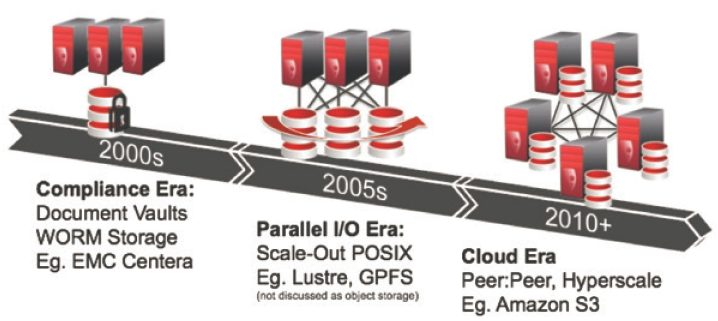 2000s
Compliance Era:
Document Vaults
WORM Storage
Eg. EMC Centera
2005s
Parallel I/O Era:
Scale-Out POSIX
Eg. Lustre, GPFS
(not discussed as object storage)
2010+
Cloud Era
Peer:Peer, Hyperscale
Eg. Amazon S3